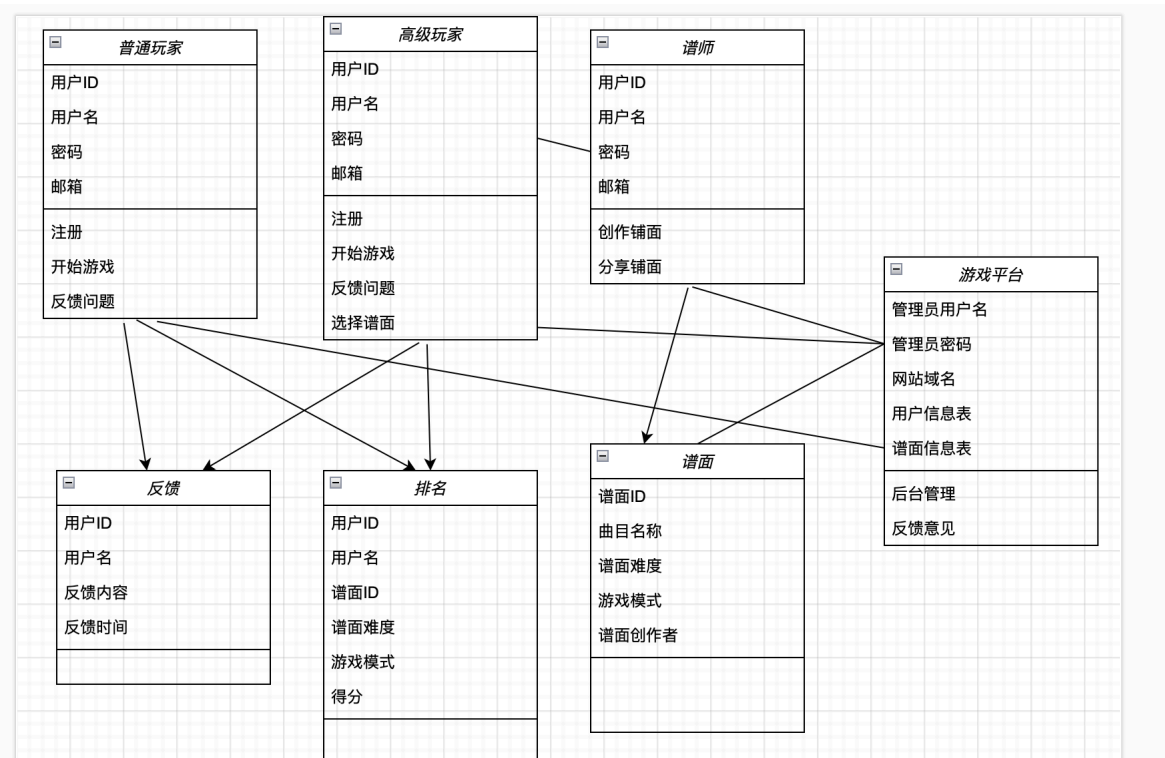 普通玩家
用户ID
用户名
密码
邮箱
注册
开始游戏
反馈问题
高级玩家
用户ID
用户名
密码
邮箱
注册
开始游戏
反馈问题
选择谱面
谱师
用户ID
用户名
密码
邮箱
创作铺面
分享铺面
游戏平台
管理员用户名
管理员密码
网站域名
用户信息表
谱面信息表
后台管理
反馈意见
反馈
用户ID
用户名
反馈内容
反馈时间
排名
用户ID
用户名
谱面ID
谱面难度
游戏模式
得分
谱面
谱面ID
曲目名称
谱面难度
游戏模式
谱面创作者